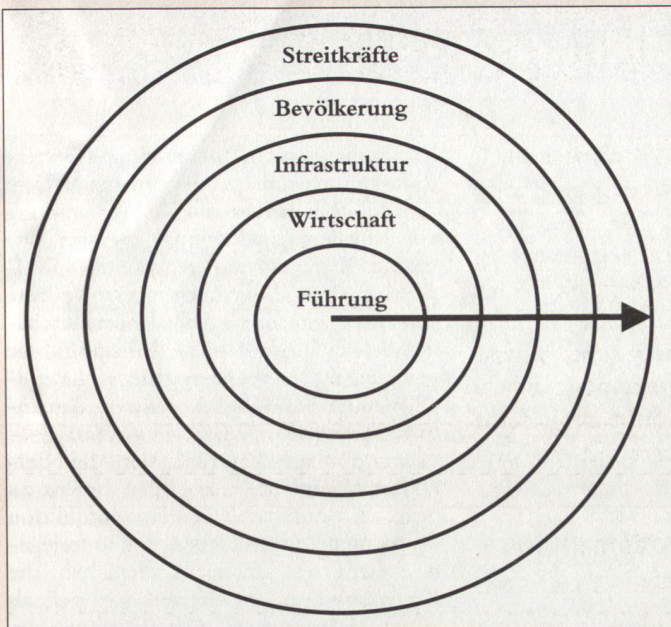 Streitkräfte
Bevölkerung
Infrastruktur
Wirtschaft
Führung